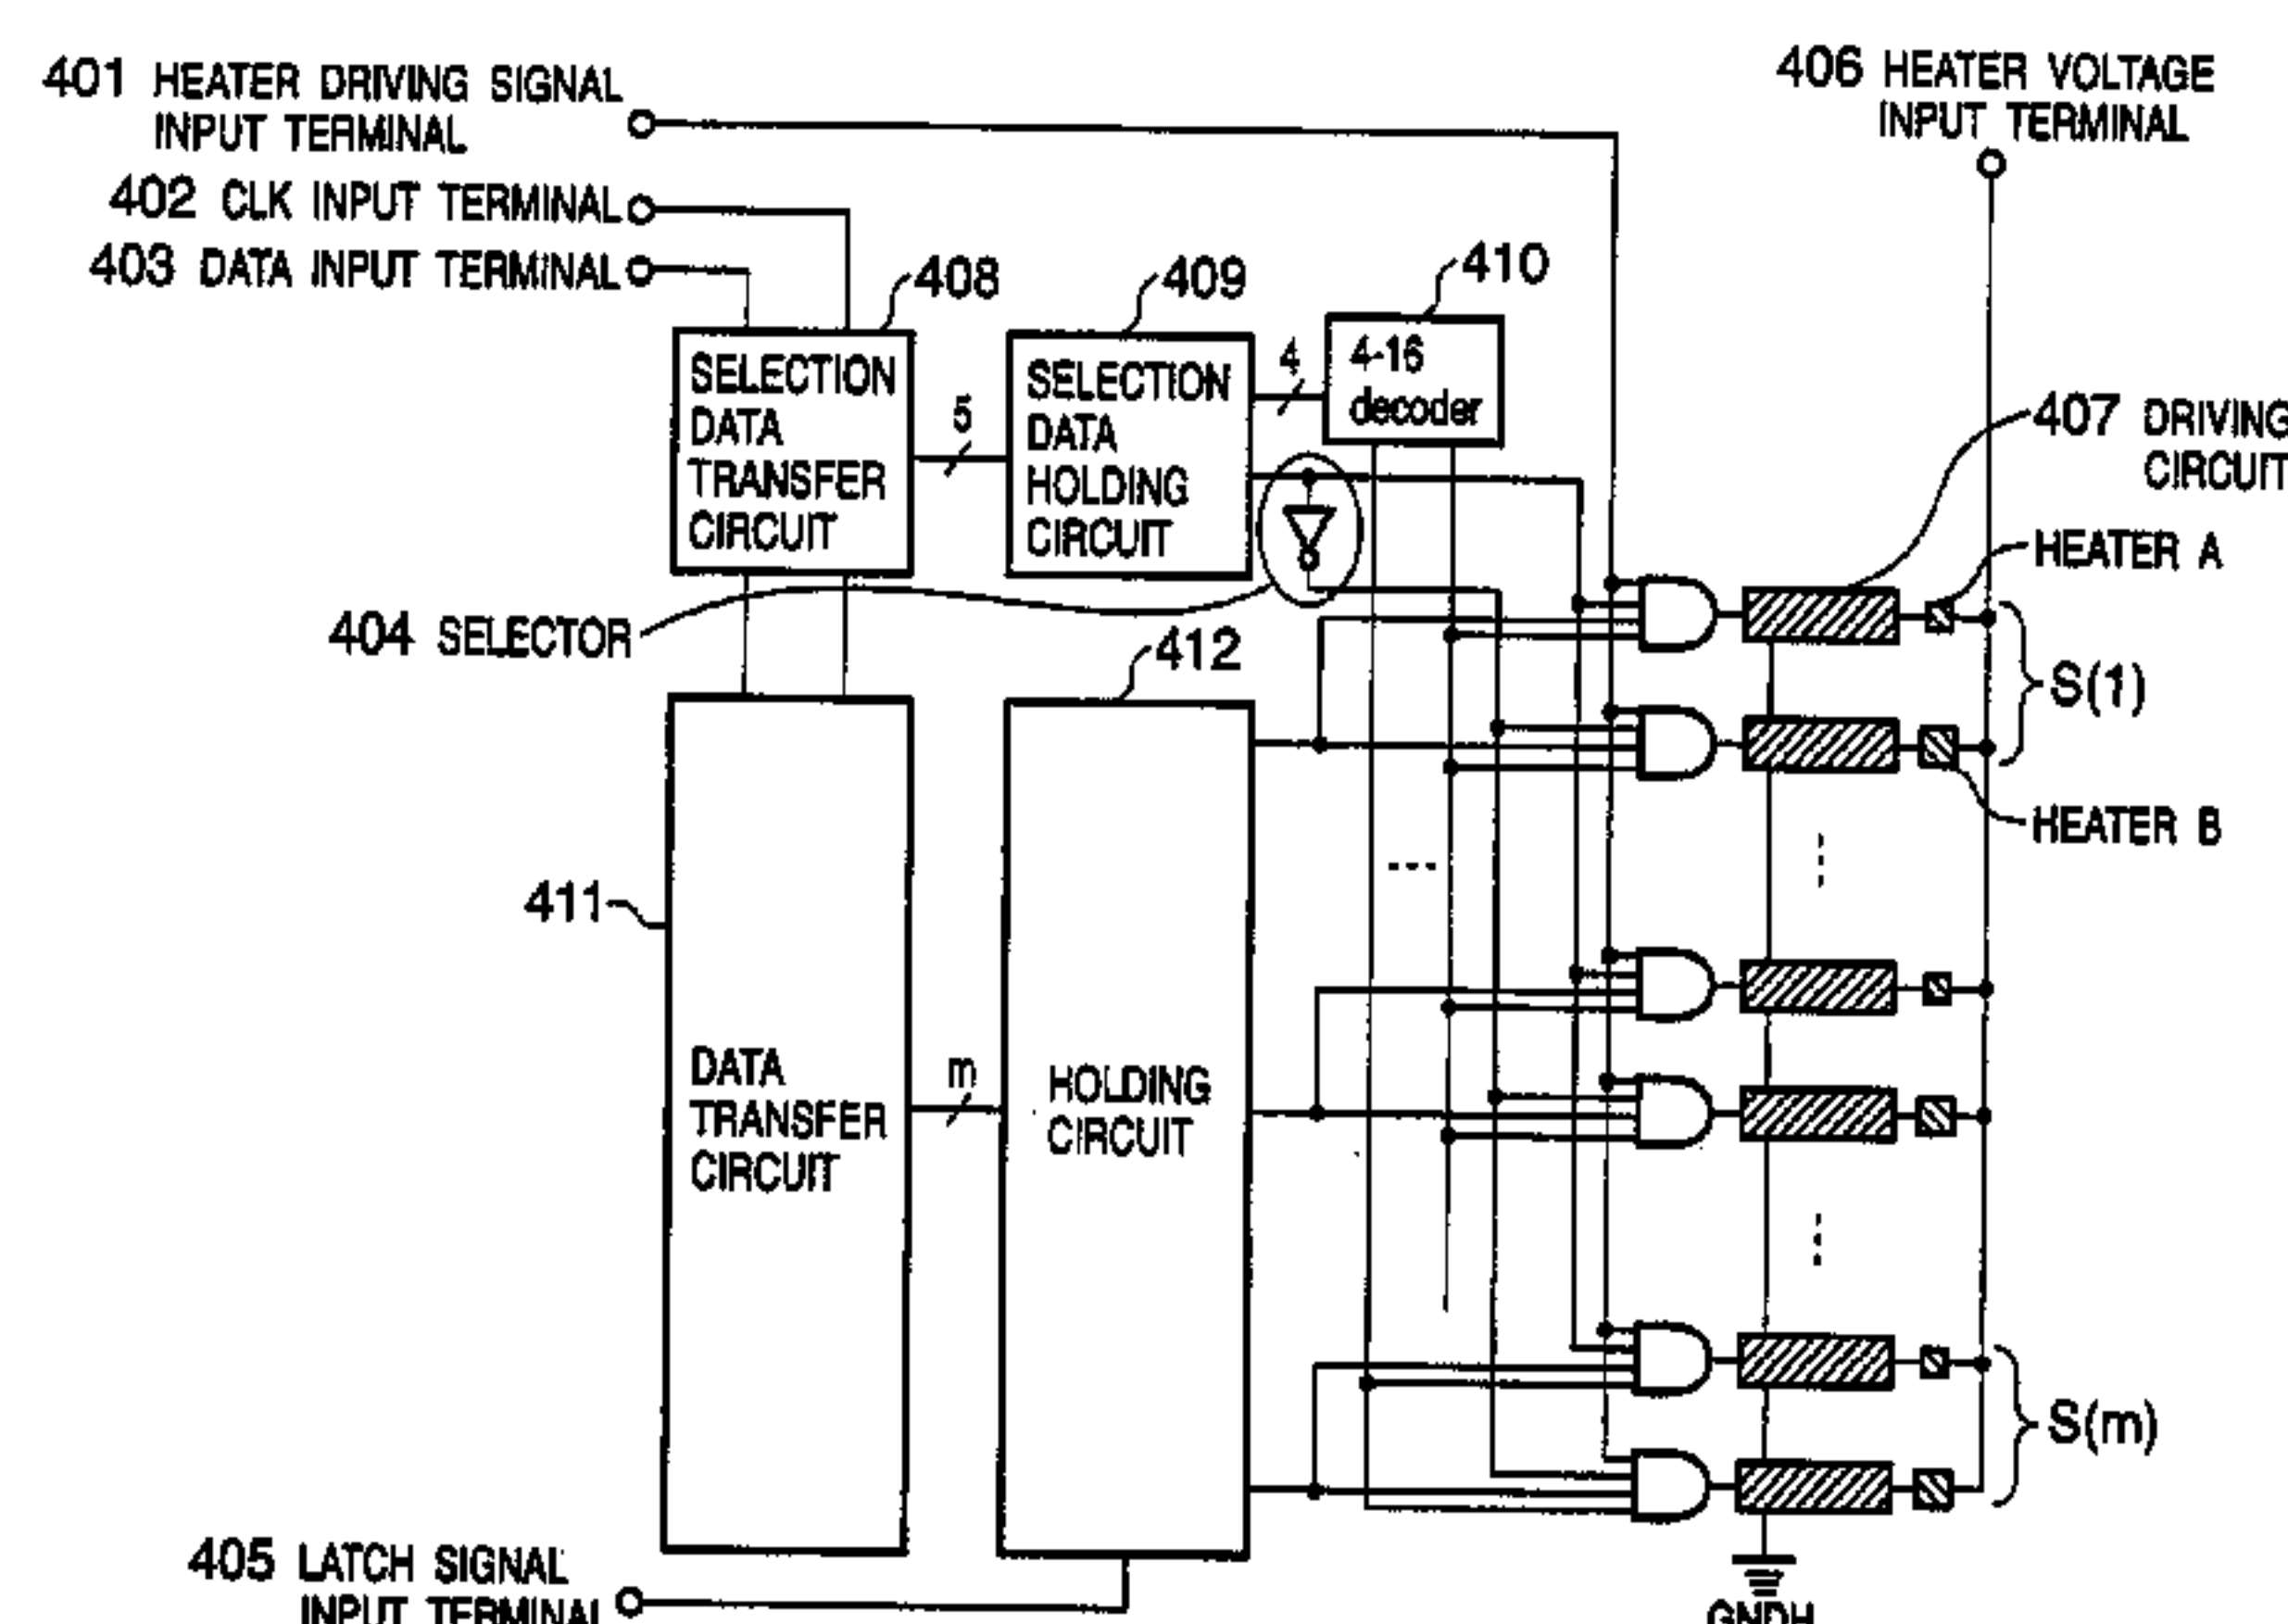 401 HEATER DRIVING SIGNAL
INPUT TERMINAL
406 HEATER VOLTAGE
INPUT TERMINAL
402 CLK INPUT TERMINAL
403 DATA INPUT TERMINAL
408
409
410
SELECTION
DATA
TRANSFER
CIRCUIT
5
SELECTION
DATA
HOLDING
CIRCUIT
4
4-16
decoder
407 DRIVING
CIRCUIT
HEATER A
404 SELECTOR
412
S(1)
HEATER B
411
DATA
TRANSFER
CIRCUIT
m
HOLDING
CIRCUIT
S(m)
405 LATCH SIGNAL
INPUT TERMINAL
GNDH